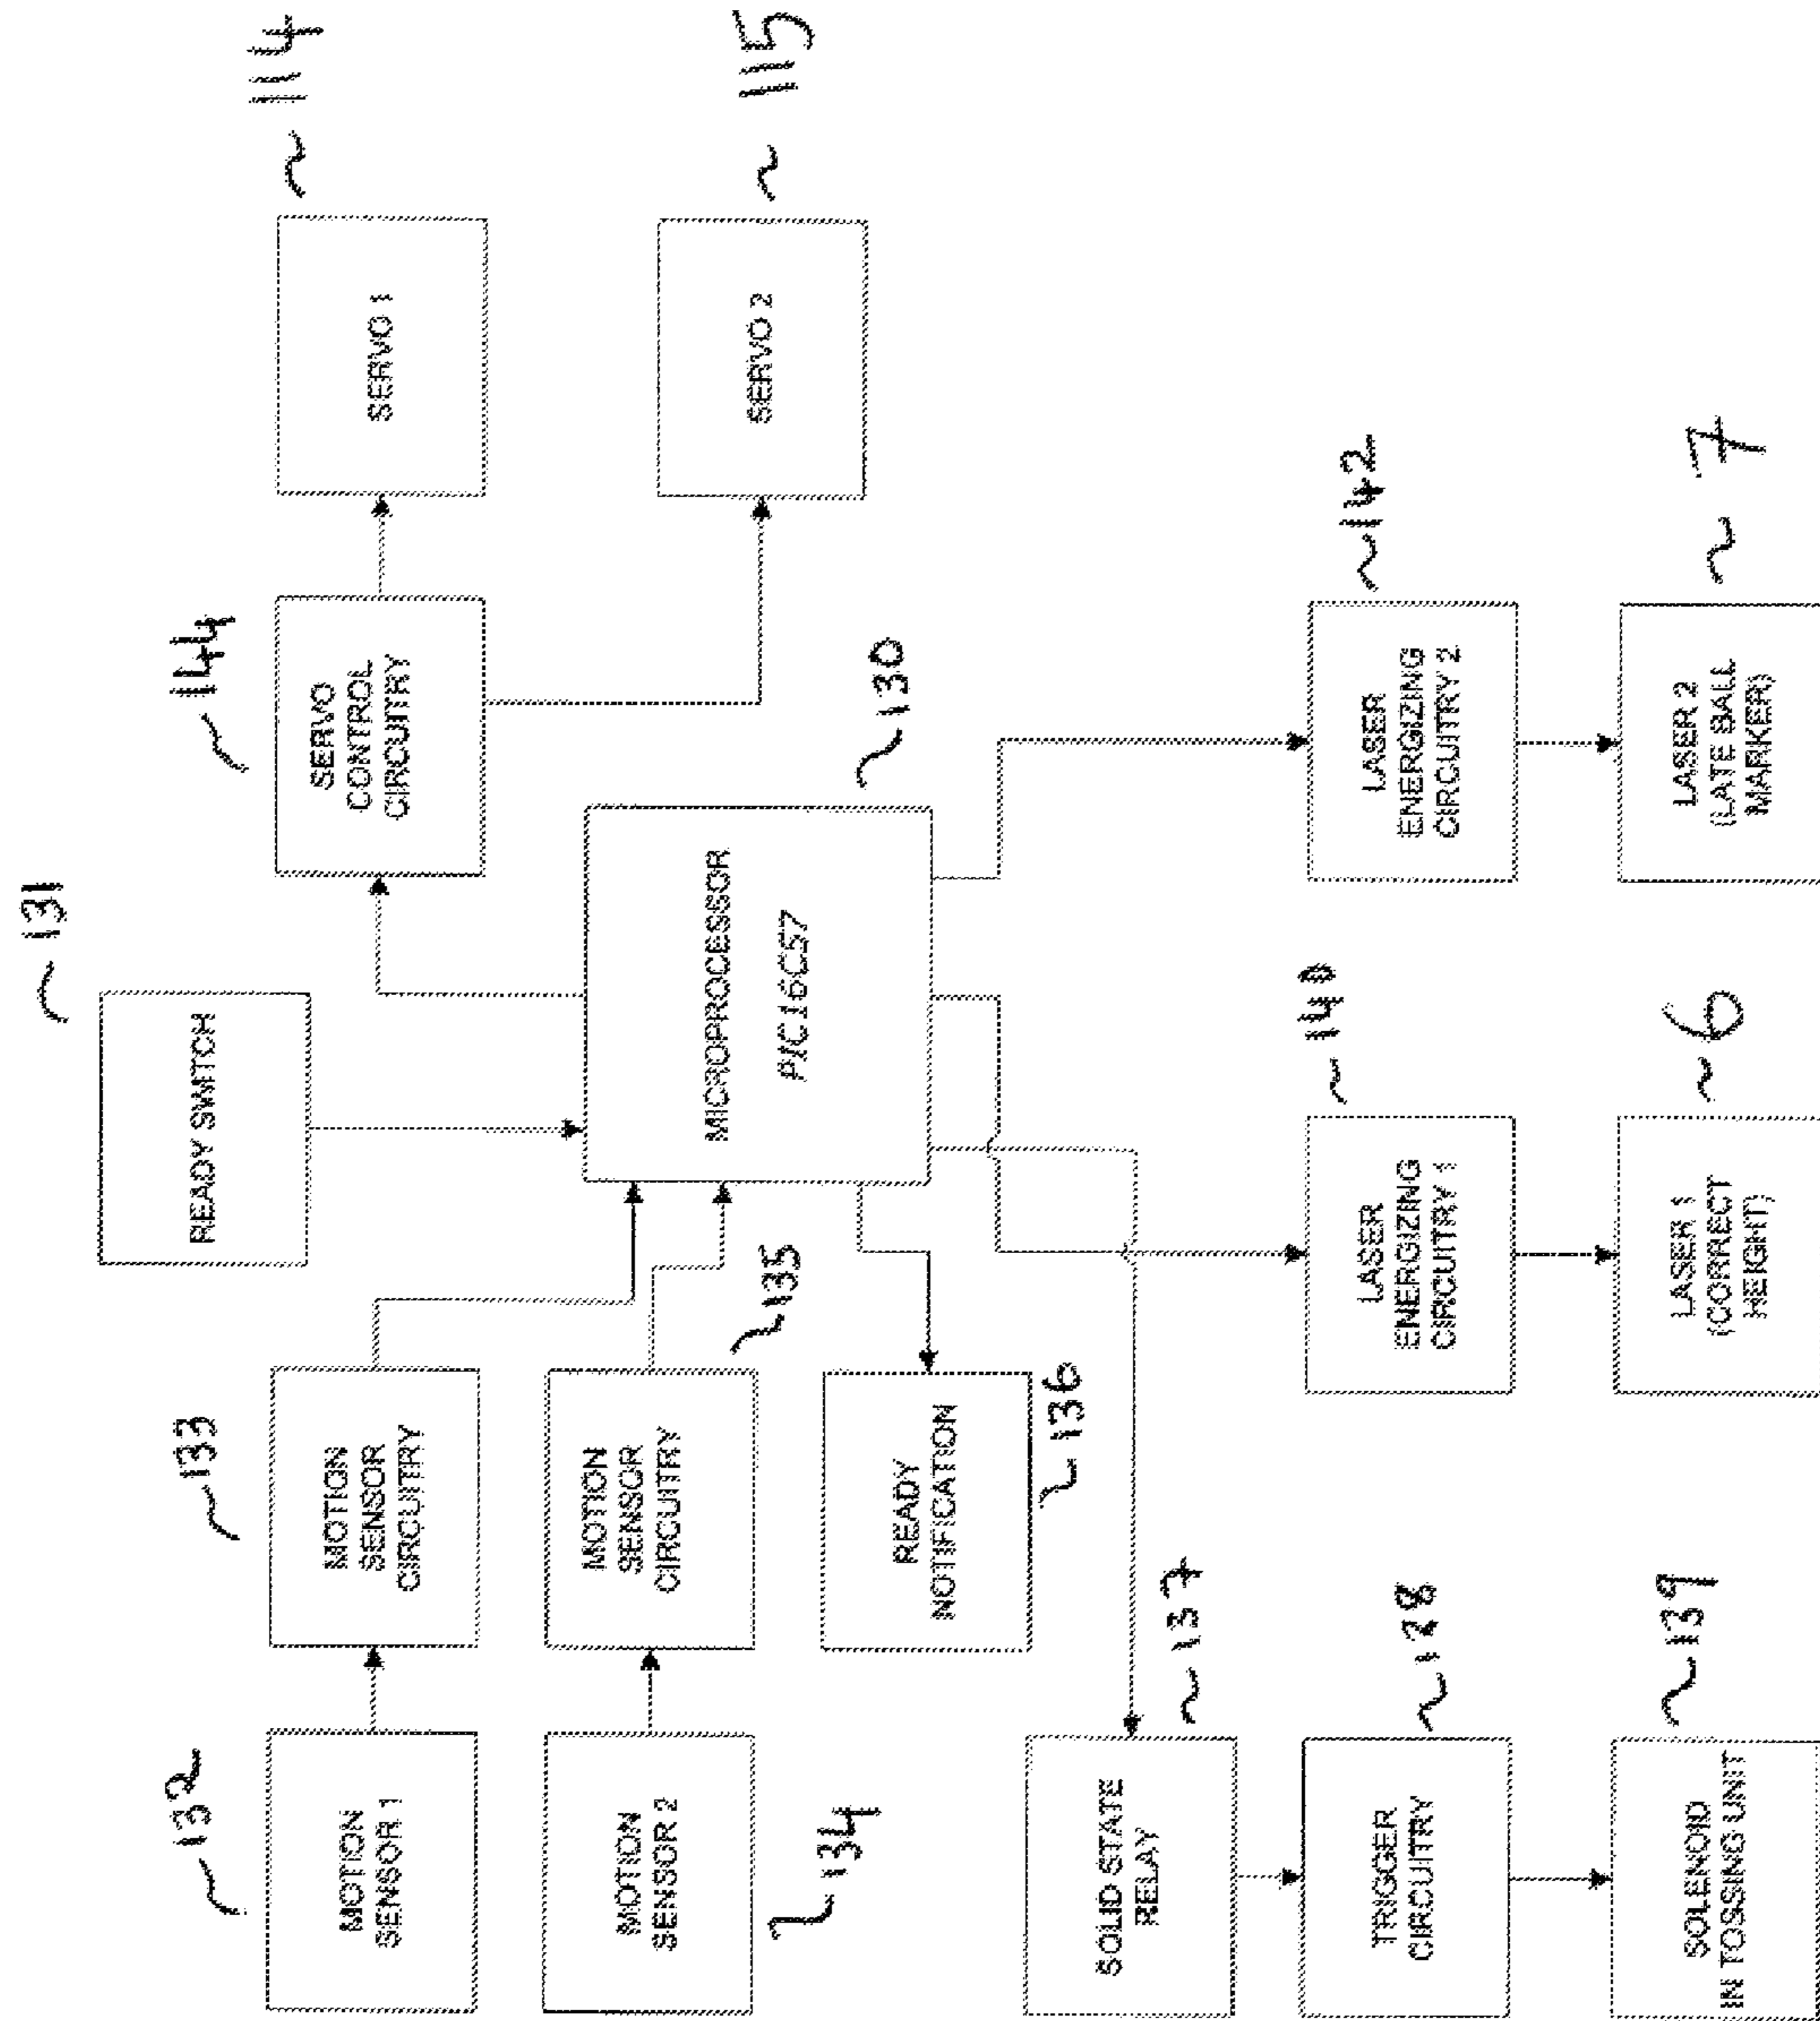 132
MOTION
SENSOR 1
133
MOTION
SENSOR
CIRCUITRY
131
READY SWITCH
144
SERVO
CONTROL
CIRCUITRY
SERVO 1
114
MOTION
SENSOR 2
134
MOTION
SENSOR
CIRCUITRY
135
MICROPROCESSOR
PIC16C57
130
SERVO 2
115
READY
NOTIFICATION
136
SOLID STATE
RELAY
137
TRIGGER
CIRCUITRY
138
SOLENOID
IN TOSSING UNIT
139
LASER
ENERGIZING
CIRCUITRY 1
140
LASER 1
(CORRECT
HEIGHT)
6
LASER
ENERGIZING
CIRCUITRY 2
142
LASER 2
(LATE BALL
MARKER)
7